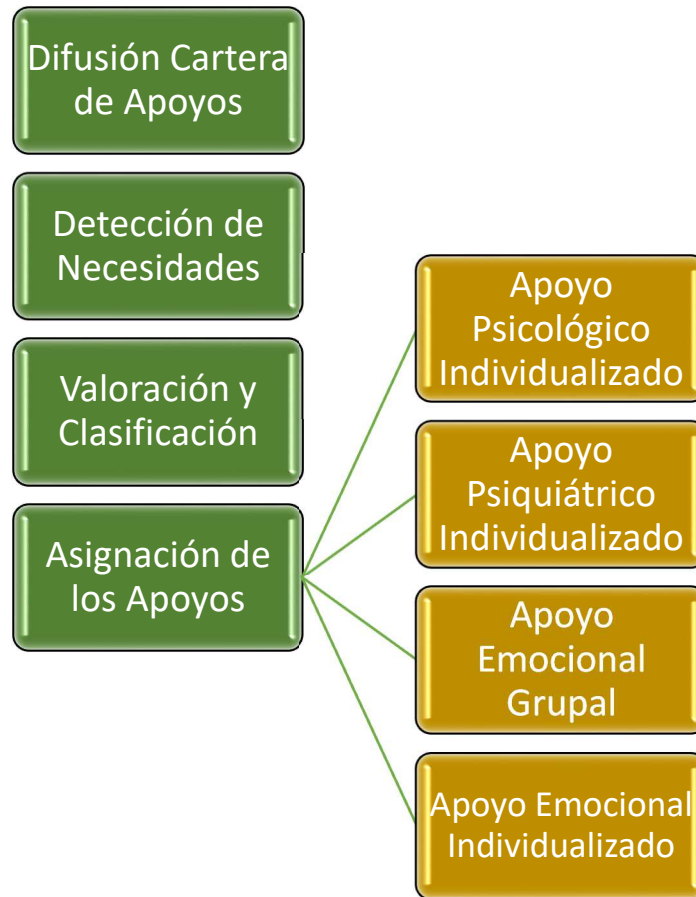 Difusión Cartera
de Apoyos
Detección de
Necesidades
Valoración y
Clasificación
Asignación de
los Apoyos
Apoyo
Psicológico
Individualizado
Apoyo
Psiquiátrico
Individualizado
Apoyo
Emocional
Grupal
Apoyo Emocional
Individualizado